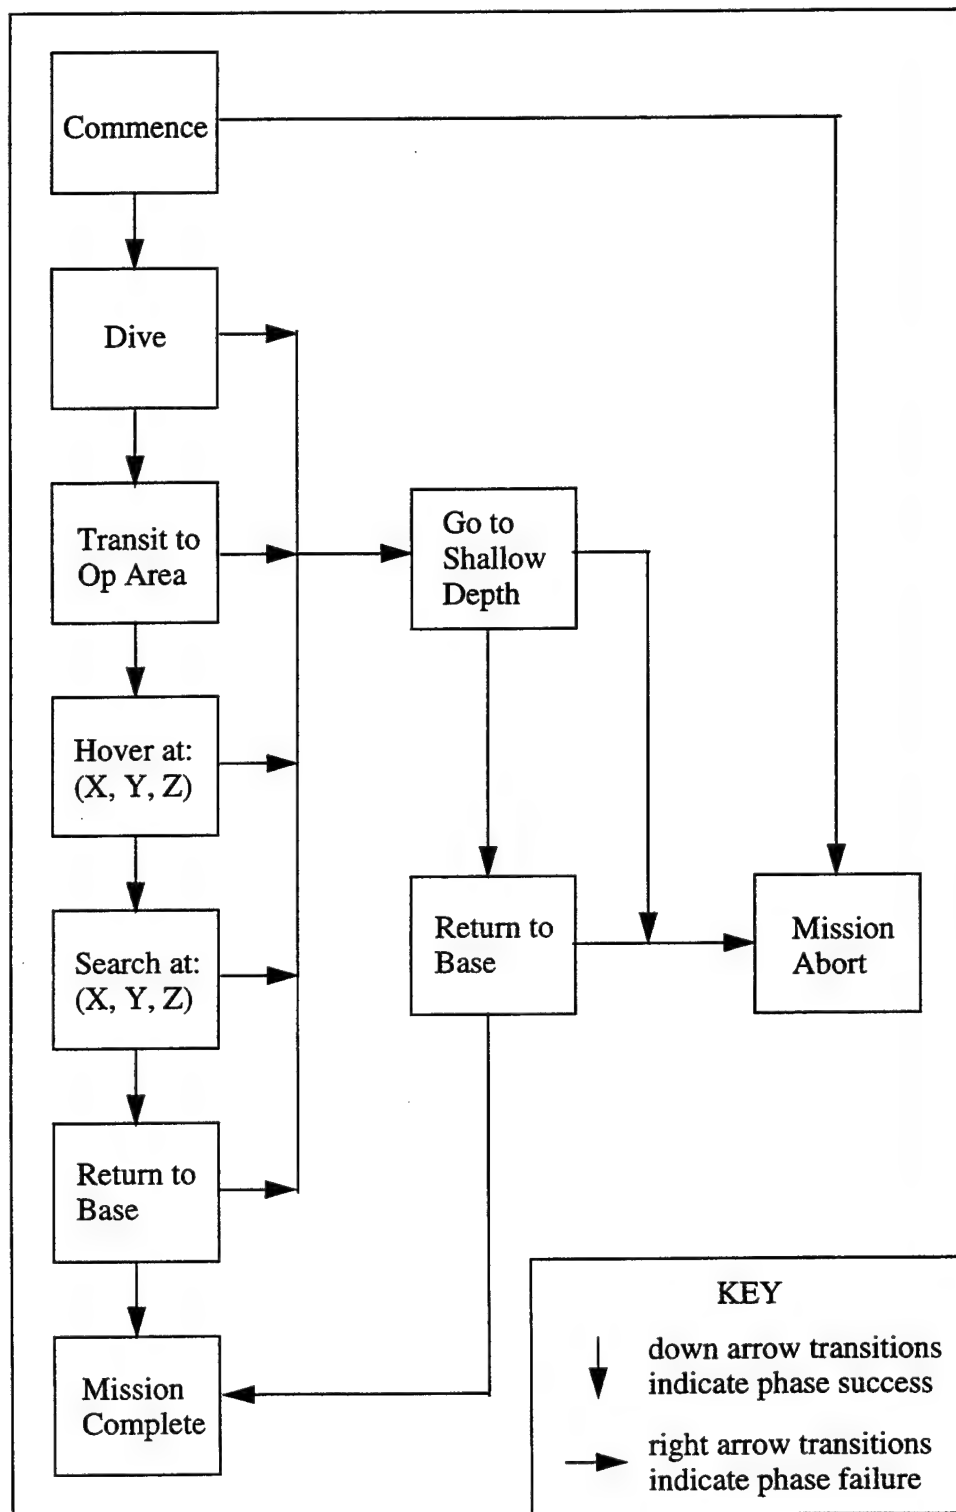 Commence
Dive
Transit to
Op Area
Go to
Shallow
Depth
Hover at:
(X, Y, Z)
Search at:
(X, Y, Z)
Return to
Base
Mission
Abort
Return to
Base
Mission
Complete
KEY
down arrow transitions
indicate phase success
right arrow transitions
indicate phase failure